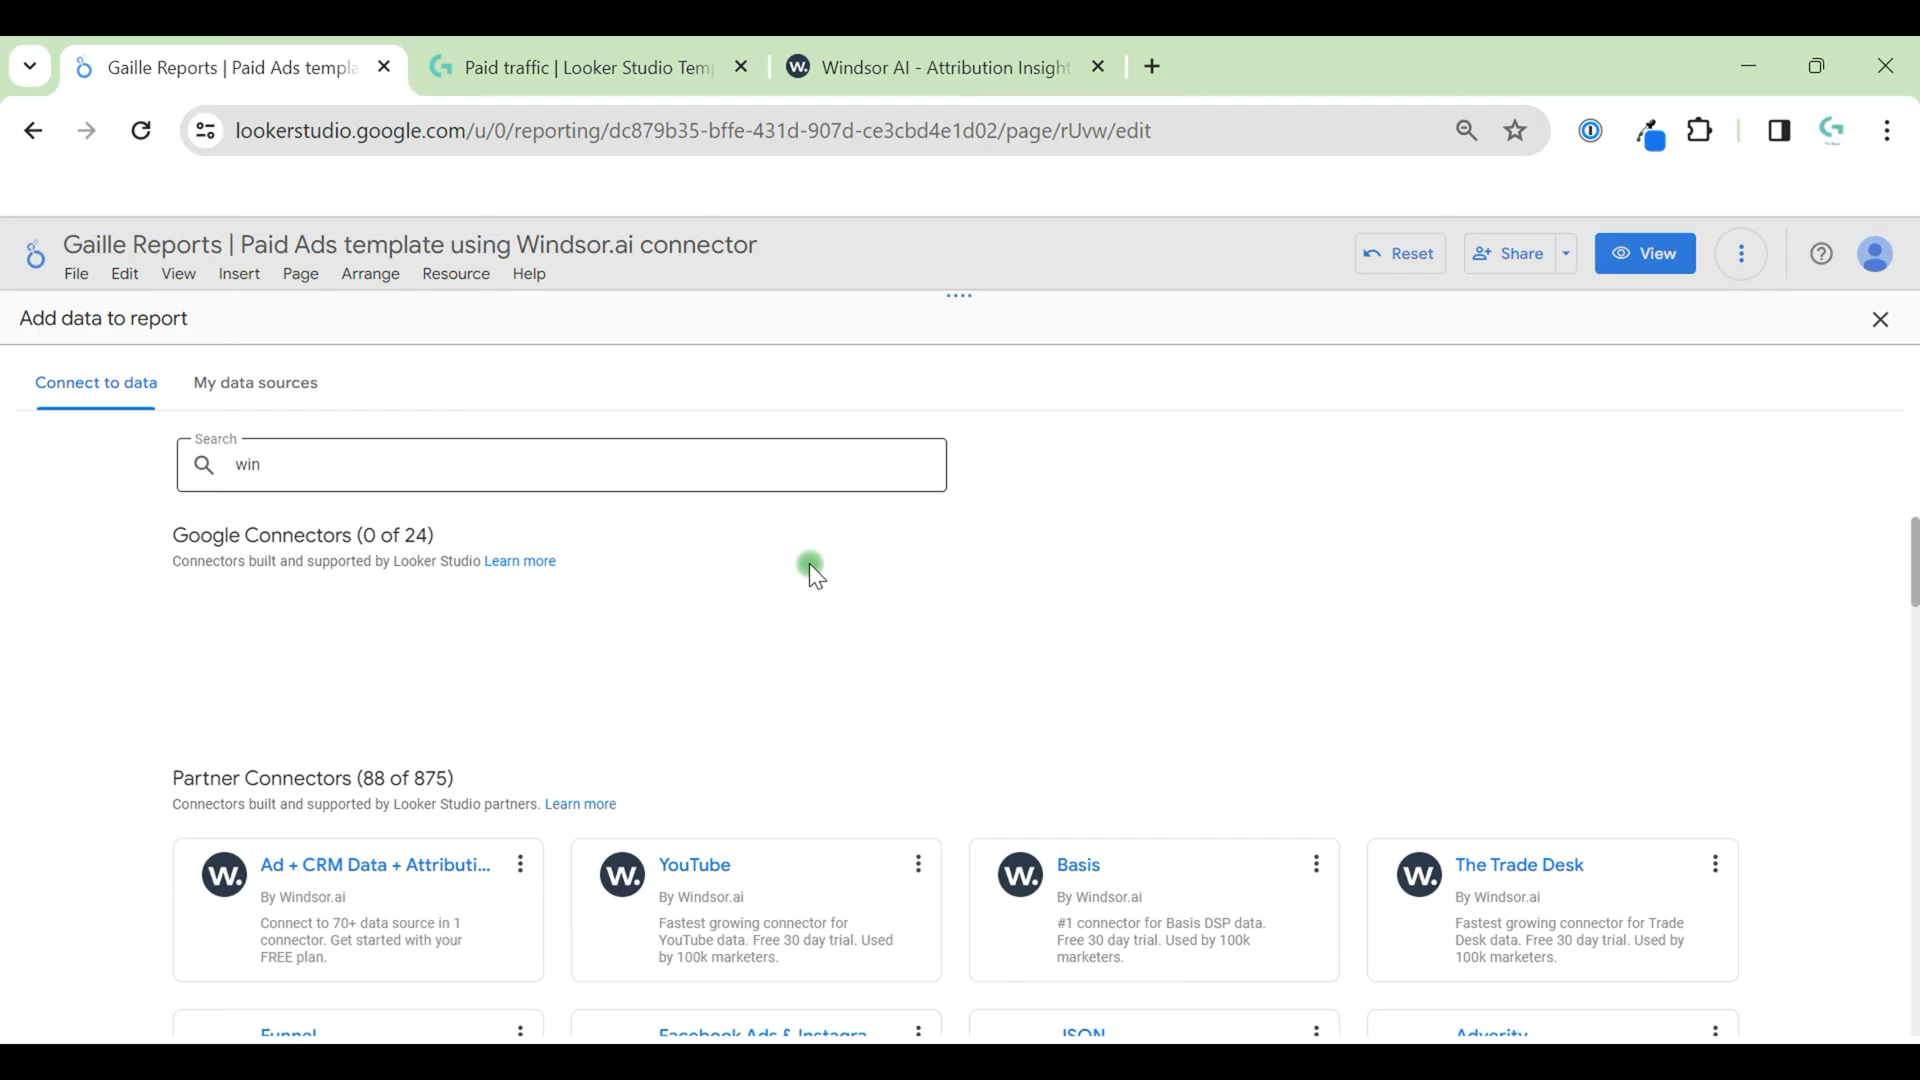 Gaille Reports | Paid Ads templa
Paid traffic | Looker Studio Tem
Windsor AI - Attribution Insight
lookerstudio.google.com/u/0/reporting/dc879b35-bffe-431d-907d-ce3cbd4e1d02/page/rUvw/edit
Gaille Reports | Paid Ads template using Windsor.ai connector
File Edit View Insert Page Arrange Resource Help
Reset Share View
Add data to report
Connect to data My data sources
Search
win
Google Connectors (0 of 24)
Connectors built and supported by Looker Studio Learn more
Partner Connectors (88 of 875)
Connectors built and supported by Looker Studio partners. Learn more
W.
Ad + CRM Data + Attributi...
By Windsor.ai
Connect to 70+ data source in 1
connector. Get started with your
FREE plan.
W.
YouTube
By Windsor.ai
Fastest growing connector for
YouTube data. Free 30 day trial. Used
by 100k marketers.
W.
Basis
By Windsor.ai
#1 connector for Basis DSP data.
Free 30 day trial. Used by 100k
marketers.
W.
The Trade Desk
By Windsor.ai
Fastest growing connector for Trade
Desk data. Free 30 day trial. Used by
100k marketers.
Funnel
Facebook Ads & Instagra
JSON
Adverity